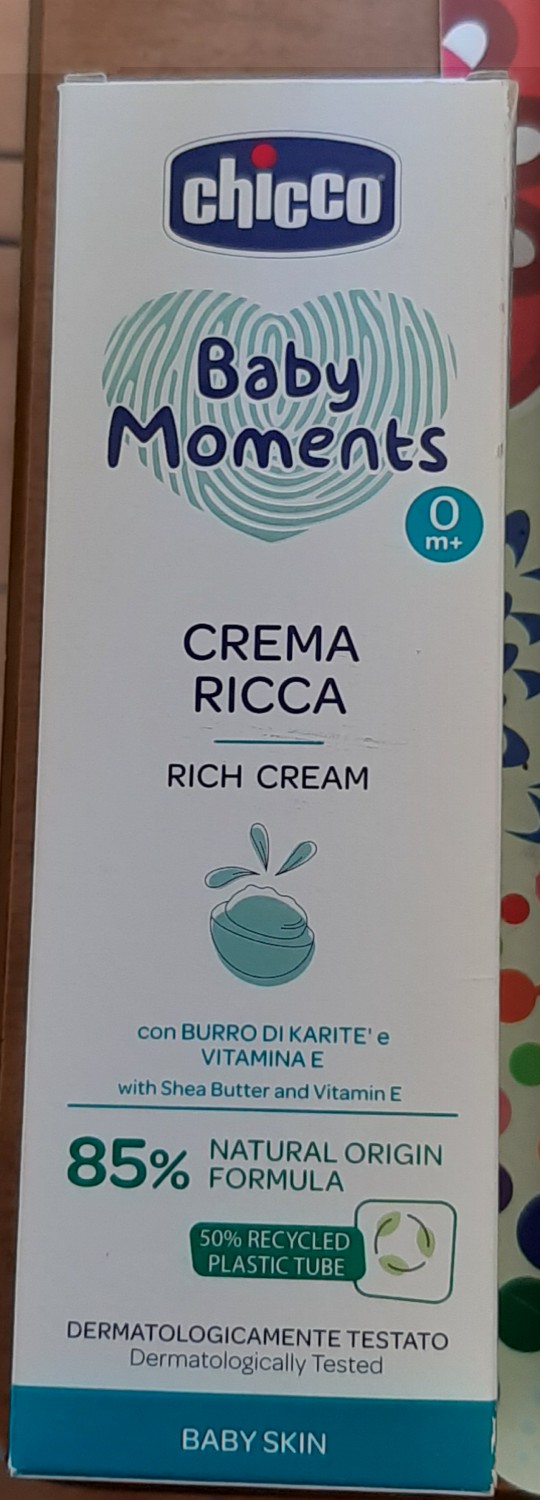 chicco
Baby
Moments
0
m+
CREMA
RICCA
RICH CREAM
con BURRO DI KARITE' e
VITAMINA E
with Shea Butter and Vitamin E
85% NATURAL ORIGIN
FORMULA
50% RECYCLED
PLASTIC TUBE
DERMATOLOGICAMENTE TESTATO
Dermatologically Tested
BABY SKIN